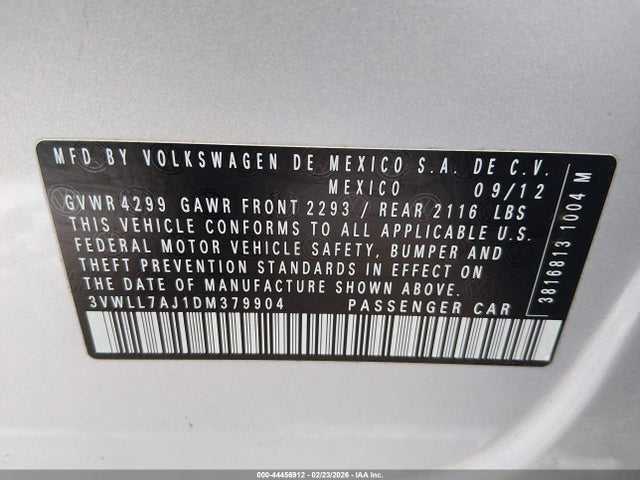 MFD BY VOLKSWAGEN DE MEXICO S.A. DE C.V.
MEXICO 09/12
GVWR 4299 GAWR FRONT 2293 / REAR 2116 LBS
THIS VEHICLE CONFORMS TO ALL APPLICABLE U.S.
FEDERAL MOTOR VEHICLE SAFETY, BUMPER AND
THEFT PREVENTION STANDARDS IN EFFECT ON THE
DATE OF MANUFACTURE SHOWN ABOVE.
3VWLL7AJ1DM379904 PASSENGER CAR
3816813 1004 M
000-44456912 - 02/23/2026 - IAA Inc.